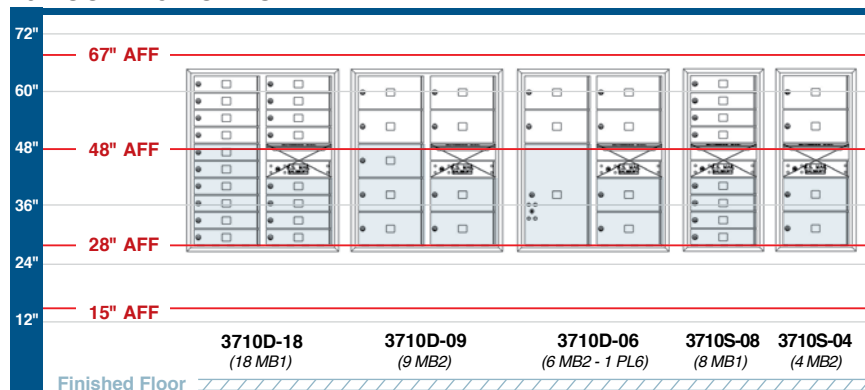 72"
67" AFF
60"
48"
48" AFF
36"
28" AFF
24"
15" AFF
12"
3710D-18
(18 MB1)
3710D-09
(9 MB2)
3710D-06
(6 MB2 - 1 PL6)
3710S-08
(8 MB1)
3710S-04
(4 MB2)
Finished Floor